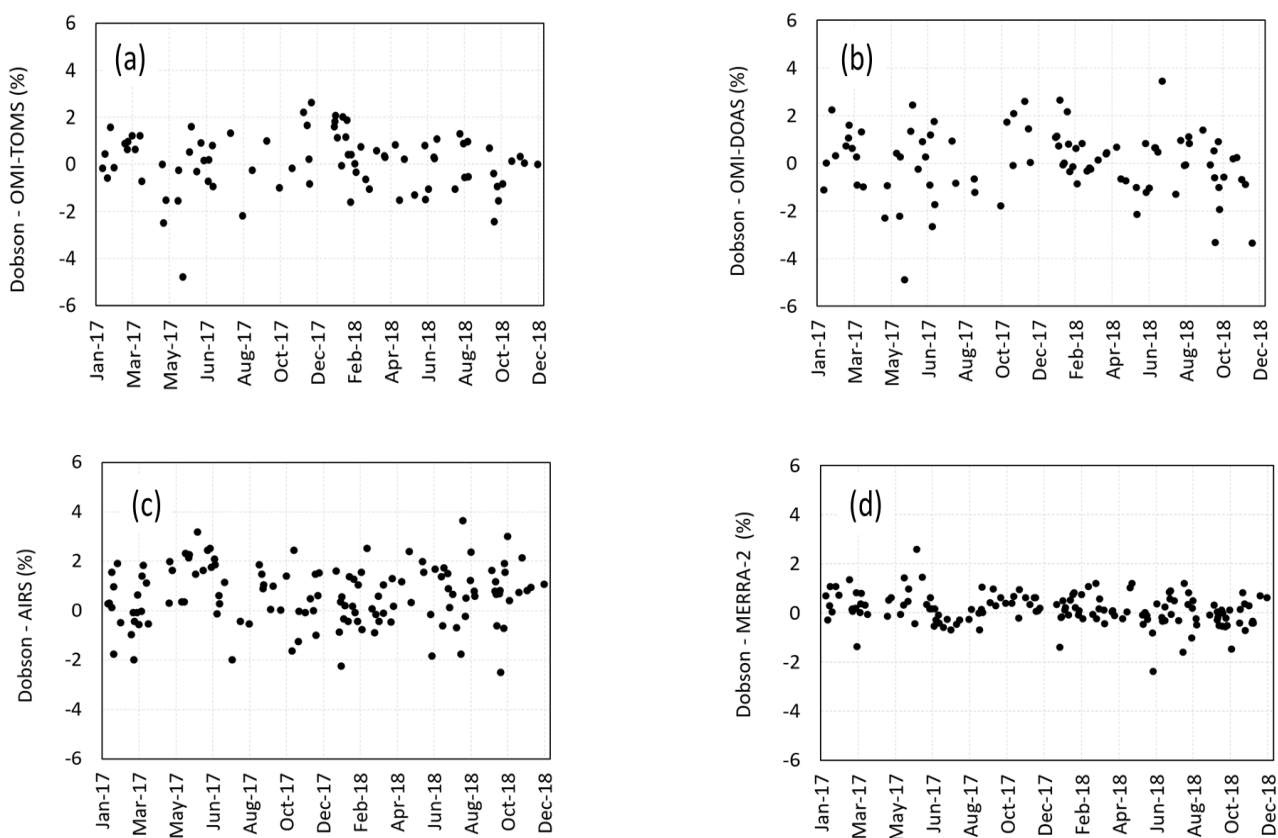 Dobson - OMI-TOMS (%)
6
4
2
0
-2
-4
-6
(a)
Jan-17
Mar-17
May-17
Jun-17
Aug-17
Oct-17
Dec-17
Feb-18
Apr-18
Jun-18
Aug-18
Oct-18
Dec-18
Dobson - OMI-DOAS (%)
6
4
2
0
-2
-4
-6
(b)
Jan-17
Mar-17
May-17
Jun-17
Aug-17
Oct-17
Dec-17
Feb-18
Apr-18
Jun-18
Aug-18
Oct-18
Dec-18
Dobson - AIRS (%)
6
4
2
0
-2
-4
-6
(c)
Jan-17
Mar-17
May-17
Jun-17
Aug-17
Oct-17
Dec-17
Feb-18
Apr-18
Jun-18
Aug-18
Oct-18
Dec-18
Dobson - MERRA-2 (%)
6
4
2
0
-2
-4
-6
(d)
Jan-17
Mar-17
May-17
Jun-17
Aug-17
Oct-17
Dec-17
Feb-18
Apr-18
Jun-18
Aug-18
Oct-18
Dec-18